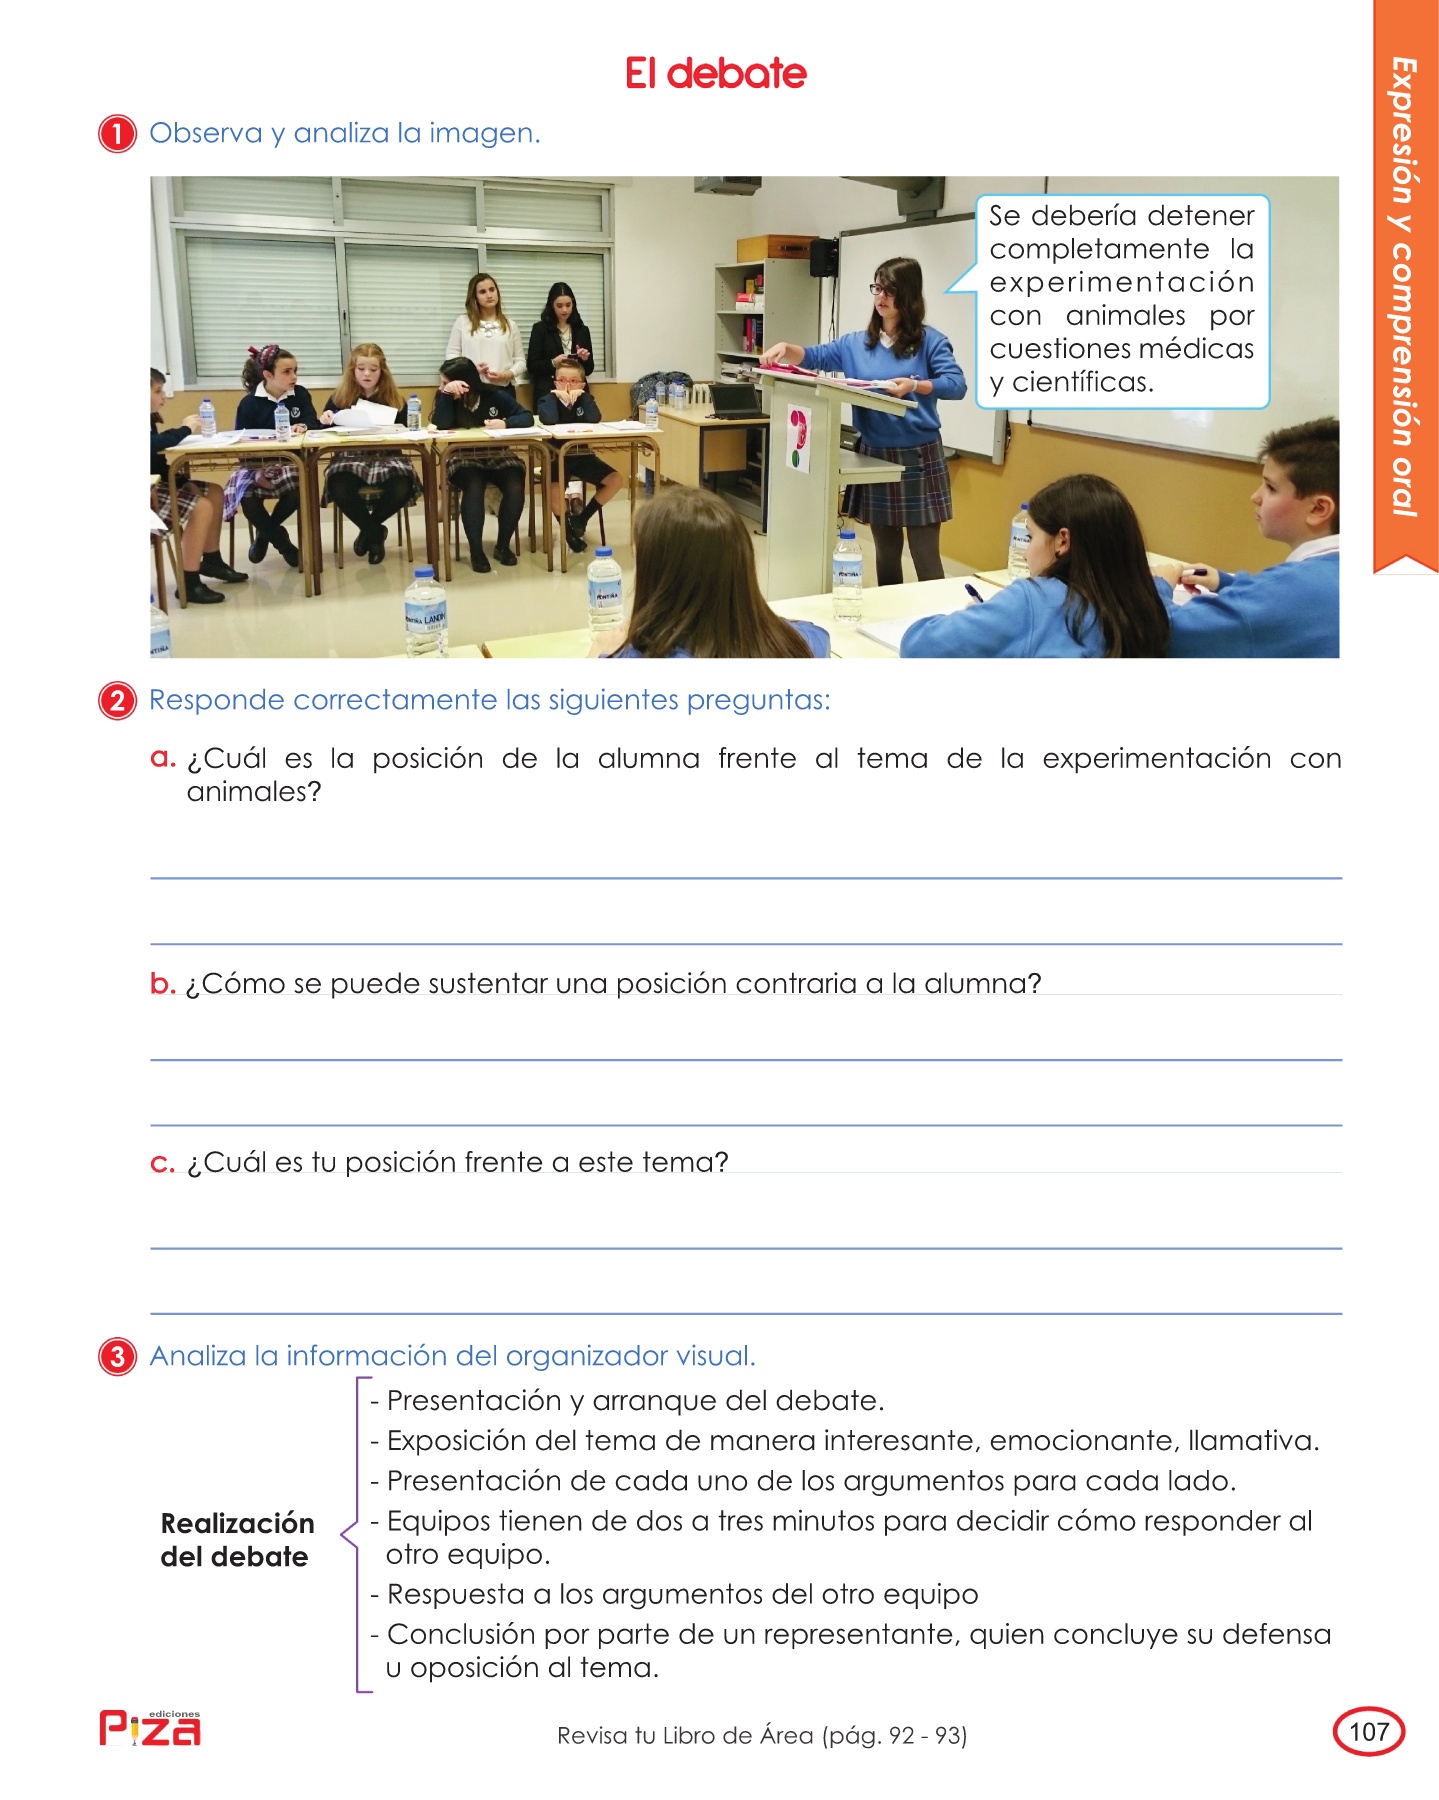 El debate
Expresión y comprensión oral
1 Observa y analiza la imagen.
Se debería detener
completamente la
experimentación
con animales por
cuestiones médicas
y científicas.
FONTIÑA
LANDIN
FONTIÑA
2 Responde correctamente las siguientes preguntas:
a. ¿Cuál es la posición de la alumna frente al tema de la experimentación con
animales?
b. ¿Cómo se puede sustentar una posición contraria a la alumna?
c. ¿Cuál es tu posición frente a este tema?
3 Analiza la información del organizador visual.
Realización
del debate
- Presentación y arranque del debate.
- Exposición del tema de manera interesante, emocionante, llamativa.
- Presentación de cada uno de los argumentos para cada lado.
- Equipos tienen de dos a tres minutos para decidir cómo responder al
otro equipo.
- Respuesta a los argumentos del otro equipo
- Conclusión por parte de un representante, quien concluye su defensa
u oposición al tema.
ediciones
Piza
Revisa tu Libro de Área (pág. 92 - 93)
107